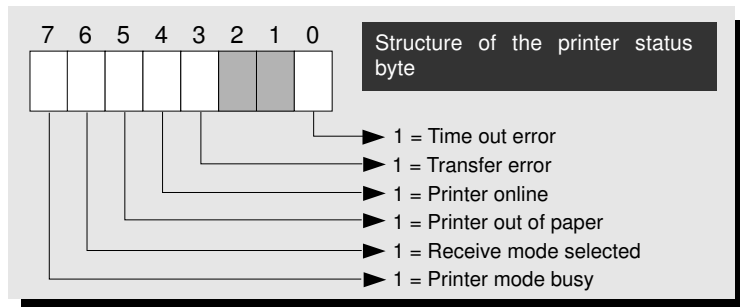 7 6 5 4 3 2 1 0
Structure of the printer status
byte
1 = Time out error
1 = Transfer error
1 = Printer online
1 = Printer out of paper
1 = Receive mode selected
1 = Printer mode busy